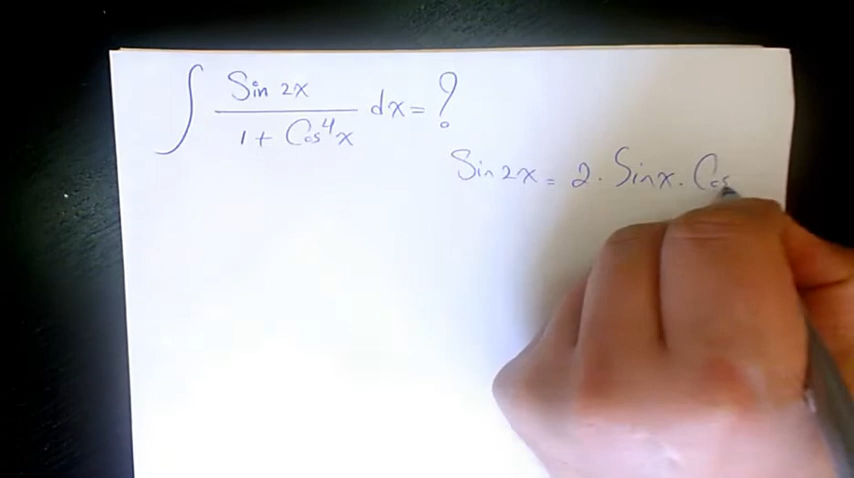 ∫ Sin 2x / (1 + Cos⁴x) dx = ?
Sin 2x = 2 · Sinx · Cos